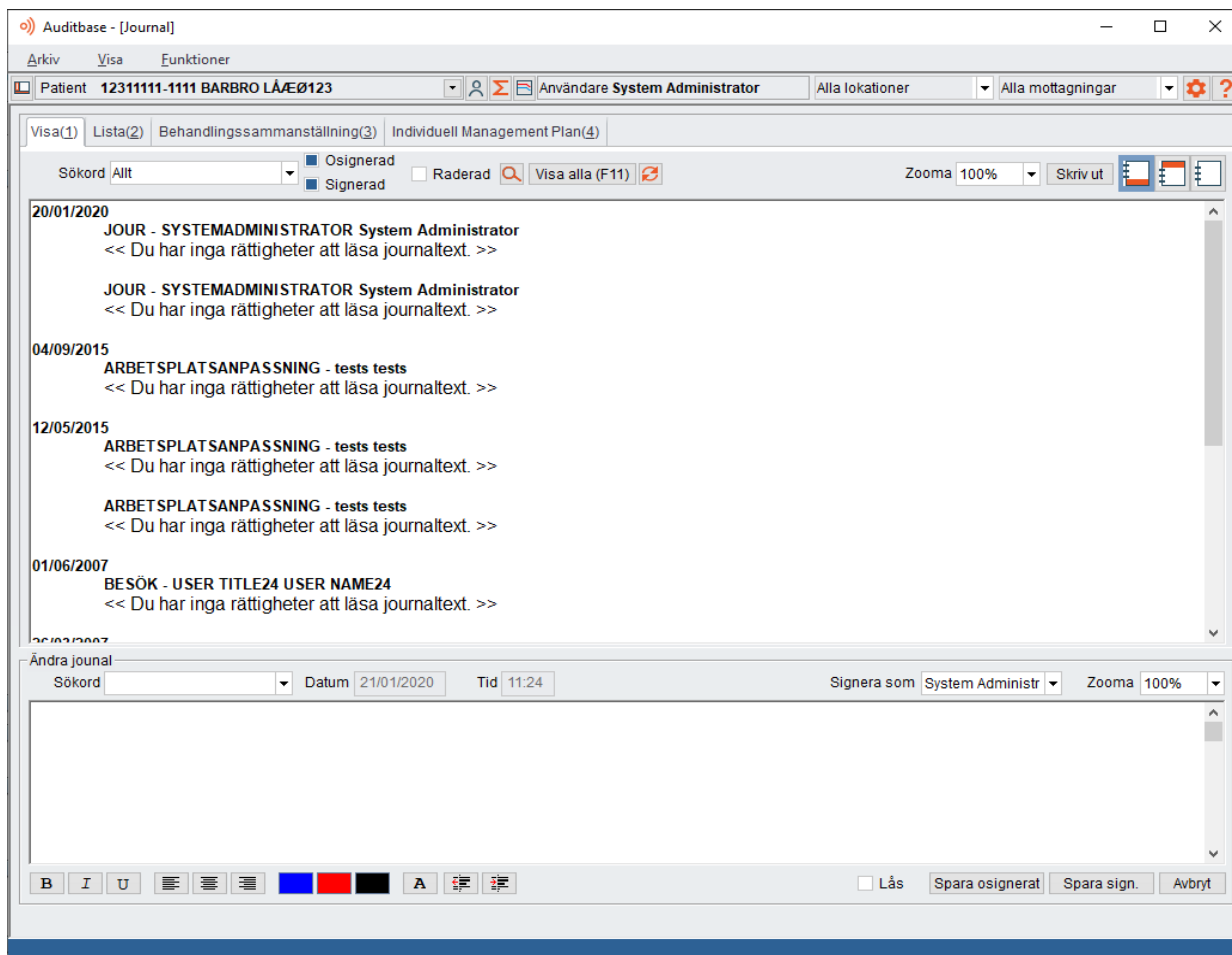 Auditbase - [Journal]
Arkiv Visa Funktioner
Patient 12311111-1111 BARBRO LÅÆØ123 Användare System Administrator Alla lokationer Alla mottagningar ?
Visa(1) Lista(2) Behandlingssammanställning(3) Individuell Management Plan(4)
Sökord Allt Osignerad Signerad Raderad Visa alla (F11) Zooma 100% Skriv ut
20/01/2020
JOUR - SYSTEMADMINISTRATOR System Administrator
<< Du har inga rättigheter att läsa journaltext. >>
JOUR - SYSTEMADMINISTRATOR System Administrator
<< Du har inga rättigheter att läsa journaltext. >>
04/09/2015
ARBETSPLATSANPASSNING - tests tests
<< Du har inga rättigheter att läsa journaltext. >>
12/05/2015
ARBETSPLATSANPASSNING - tests tests
<< Du har inga rättigheter att läsa journaltext. >>
ARBETSPLATSANPASSNING - tests tests
<< Du har inga rättigheter att läsa journaltext. >>
01/06/2007
BESÖK - USER TITLE24 USER NAME24
<< Du har inga rättigheter att läsa journaltext. >>
Ändra jounal
Sökord Datum 21/01/2020 Tid 11:24 Signera som System Administr Zooma 100%
B I U A Lås Spara osignerat Spara sign. Avbryt